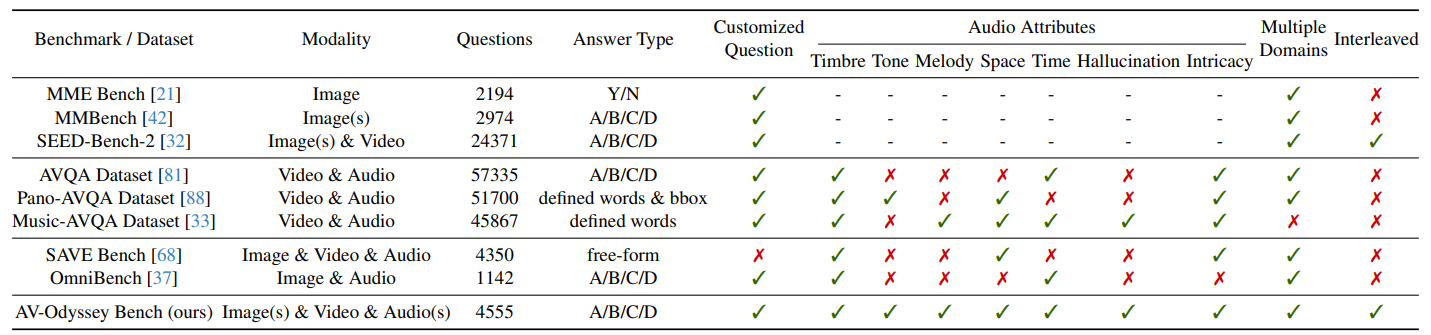 Benchmark / Dataset Modality Questions Answer Type Customized Question Audio Attributes Multiple Domains Interleaved
Timbre Tone Melody Space Time Hallucination Intricacy
MME Bench [21] Image 2194 Y/N ✓ - - - - - - - ✓ ✗
MMBench [42] Image(s) 2974 A/B/C/D ✓ - - - - - - - ✓ ✗
SEED-Bench-2 [32] Image(s) & Video 24371 A/B/C/D ✓ - - - - - - - ✓ ✓
AVQA Dataset [81] Video & Audio 57335 A/B/C/D ✓ ✓ ✗ ✗ ✗ ✓ ✗ ✓ ✓ ✗
Pano-AVQA Dataset [88] Video & Audio 51700 defined words & bbox ✓ ✓ ✓ ✗ ✓ ✗ ✗ ✓ ✓ ✗
Music-AVQA Dataset [33] Video & Audio 45867 defined words ✓ ✓ ✗ ✓ ✓ ✓ ✓ ✓ ✗ ✗
SAVE Bench [68] Image & Video & Audio 4350 free-form ✗ ✓ ✗ ✗ ✓ ✗ ✗ ✓ ✓ ✗
OmniBench [37] Image & Audio 1142 A/B/C/D ✓ ✓ ✗ ✗ ✗ ✓ ✗ ✗ ✓ ✗
AV-Odyssey Bench (ours) Image(s) & Video & Audio(s) 4555 A/B/C/D ✓ ✓ ✓ ✓ ✓ ✓ ✓ ✓ ✓ ✓